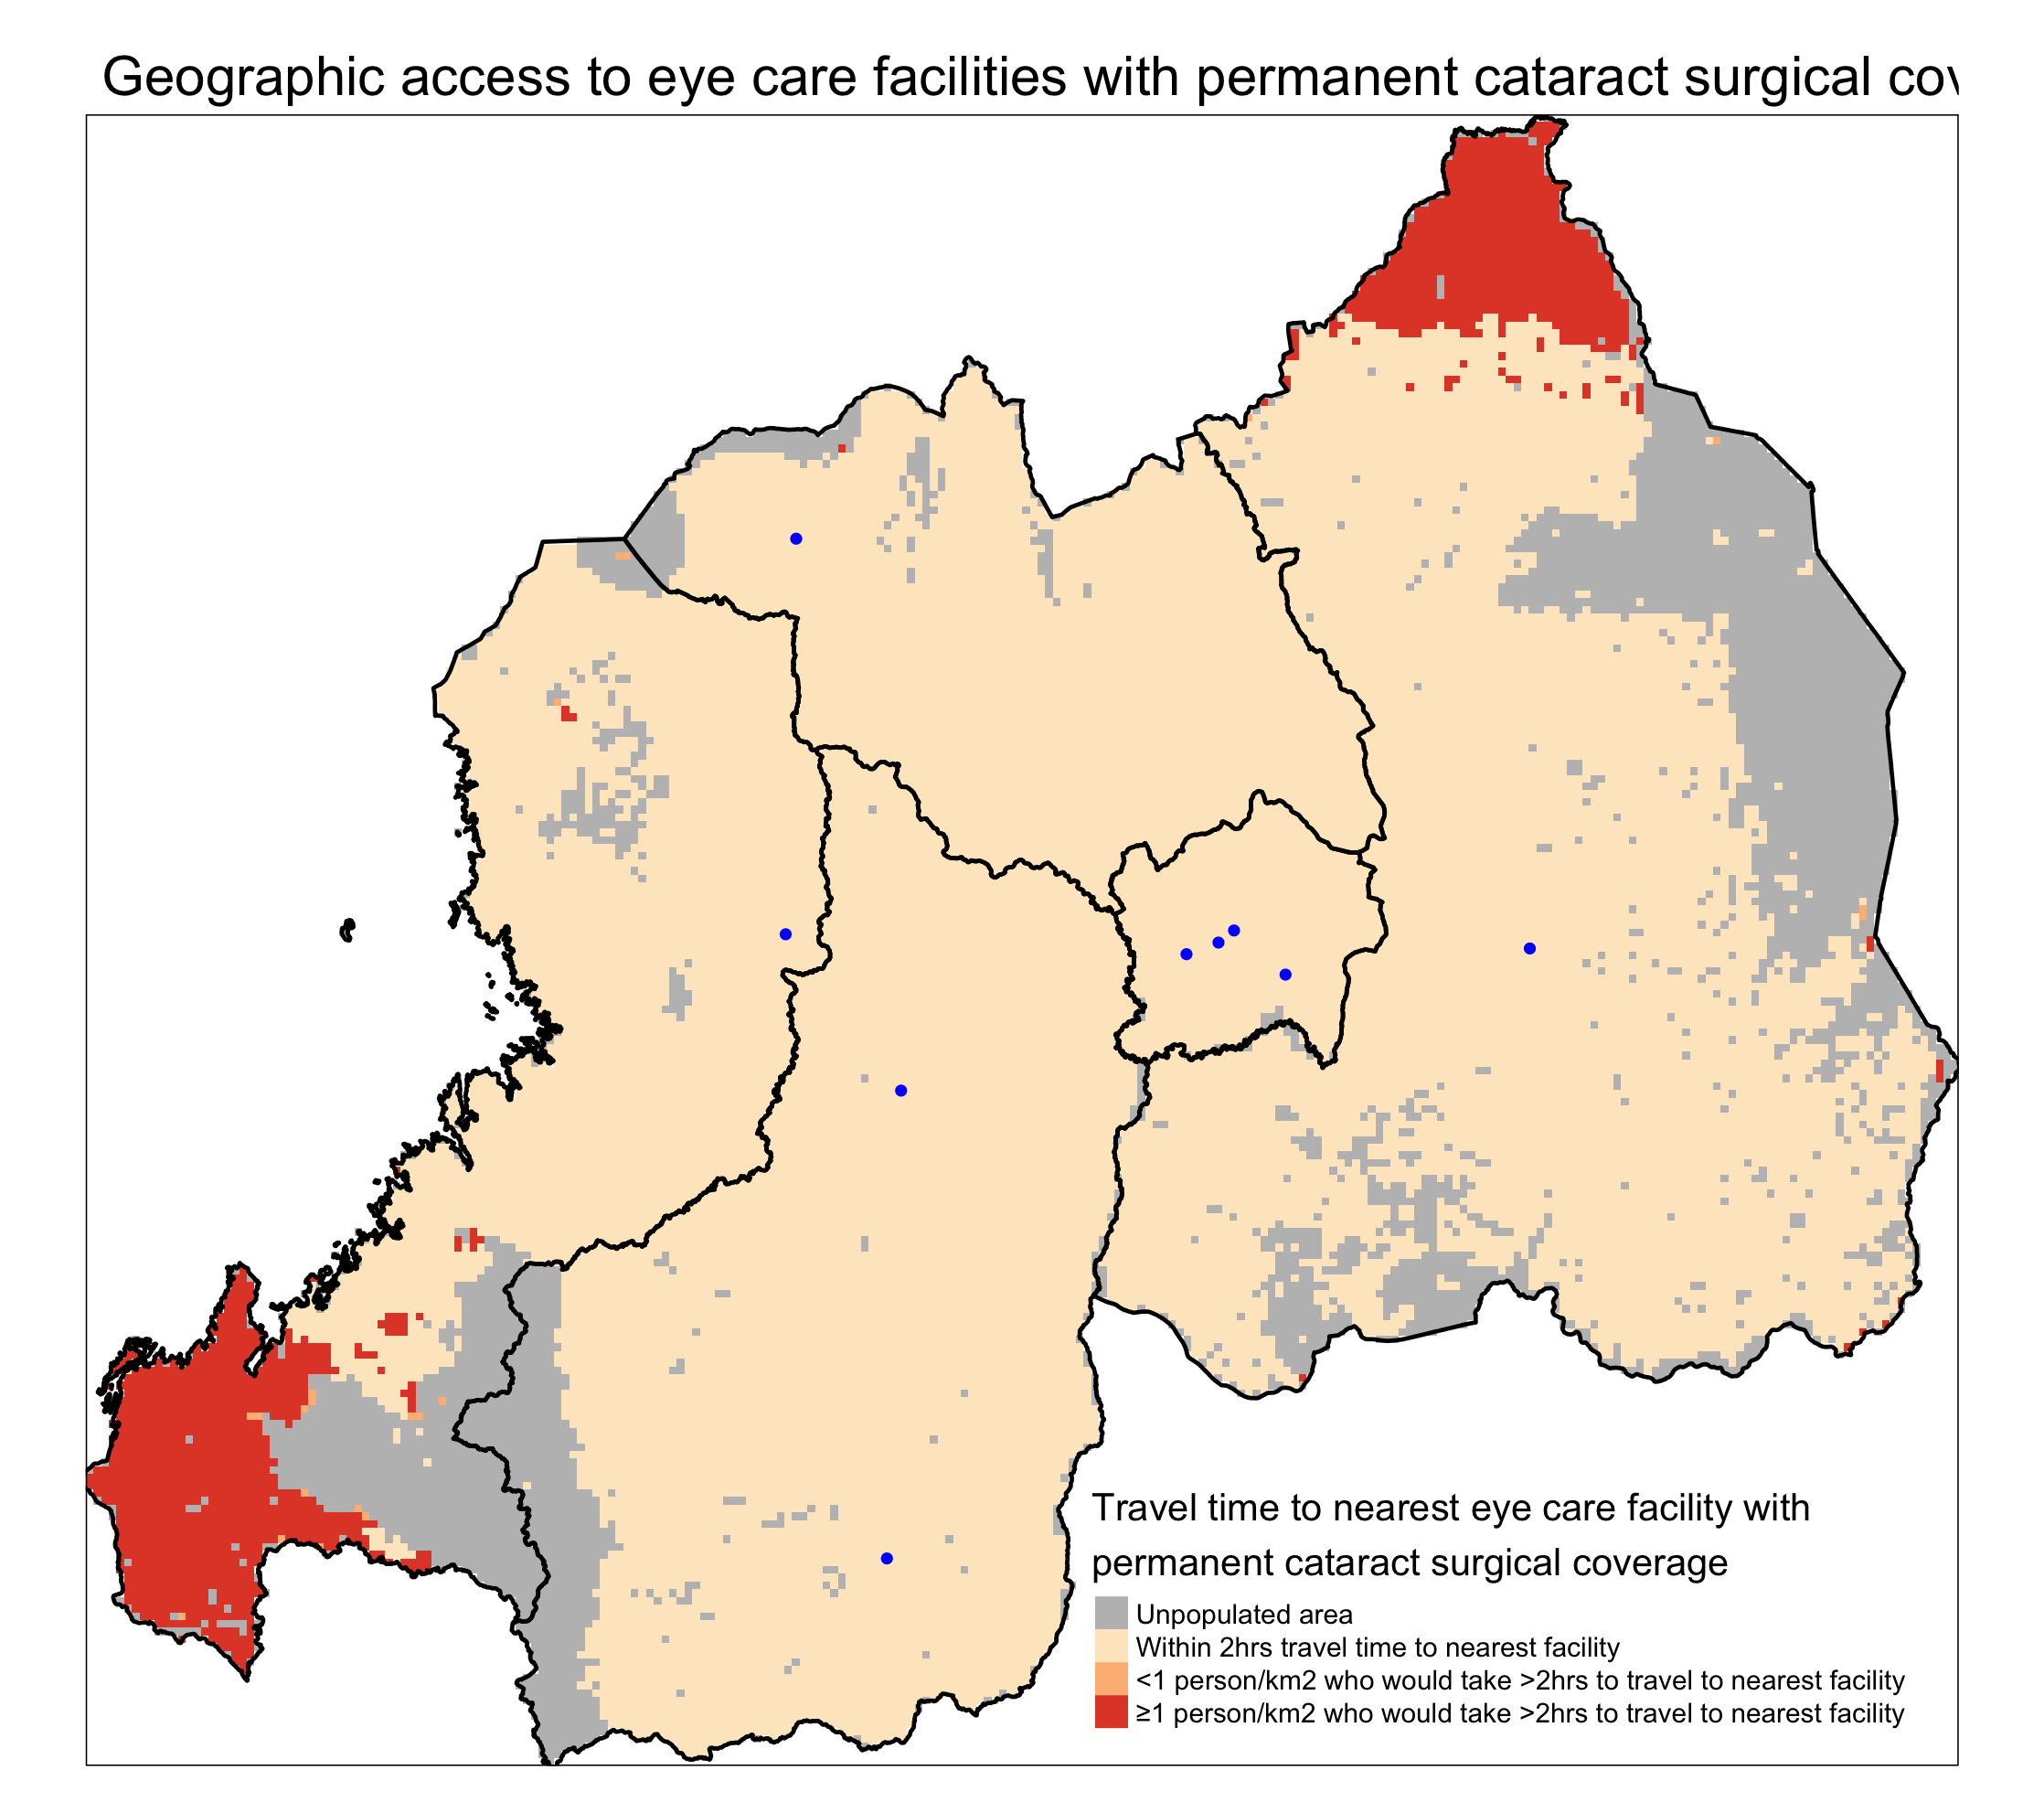 Geographic access to eye care facilities with permanent cataract surgical cov
Travel time to nearest eye care facility with
permanent cataract surgical coverage
Unpopulated area
Within 2hrs travel time to nearest facility
<1 person/km2 who would take >2hrs to travel to nearest facility
≥1 person/km2 who would take >2hrs to travel to nearest facility